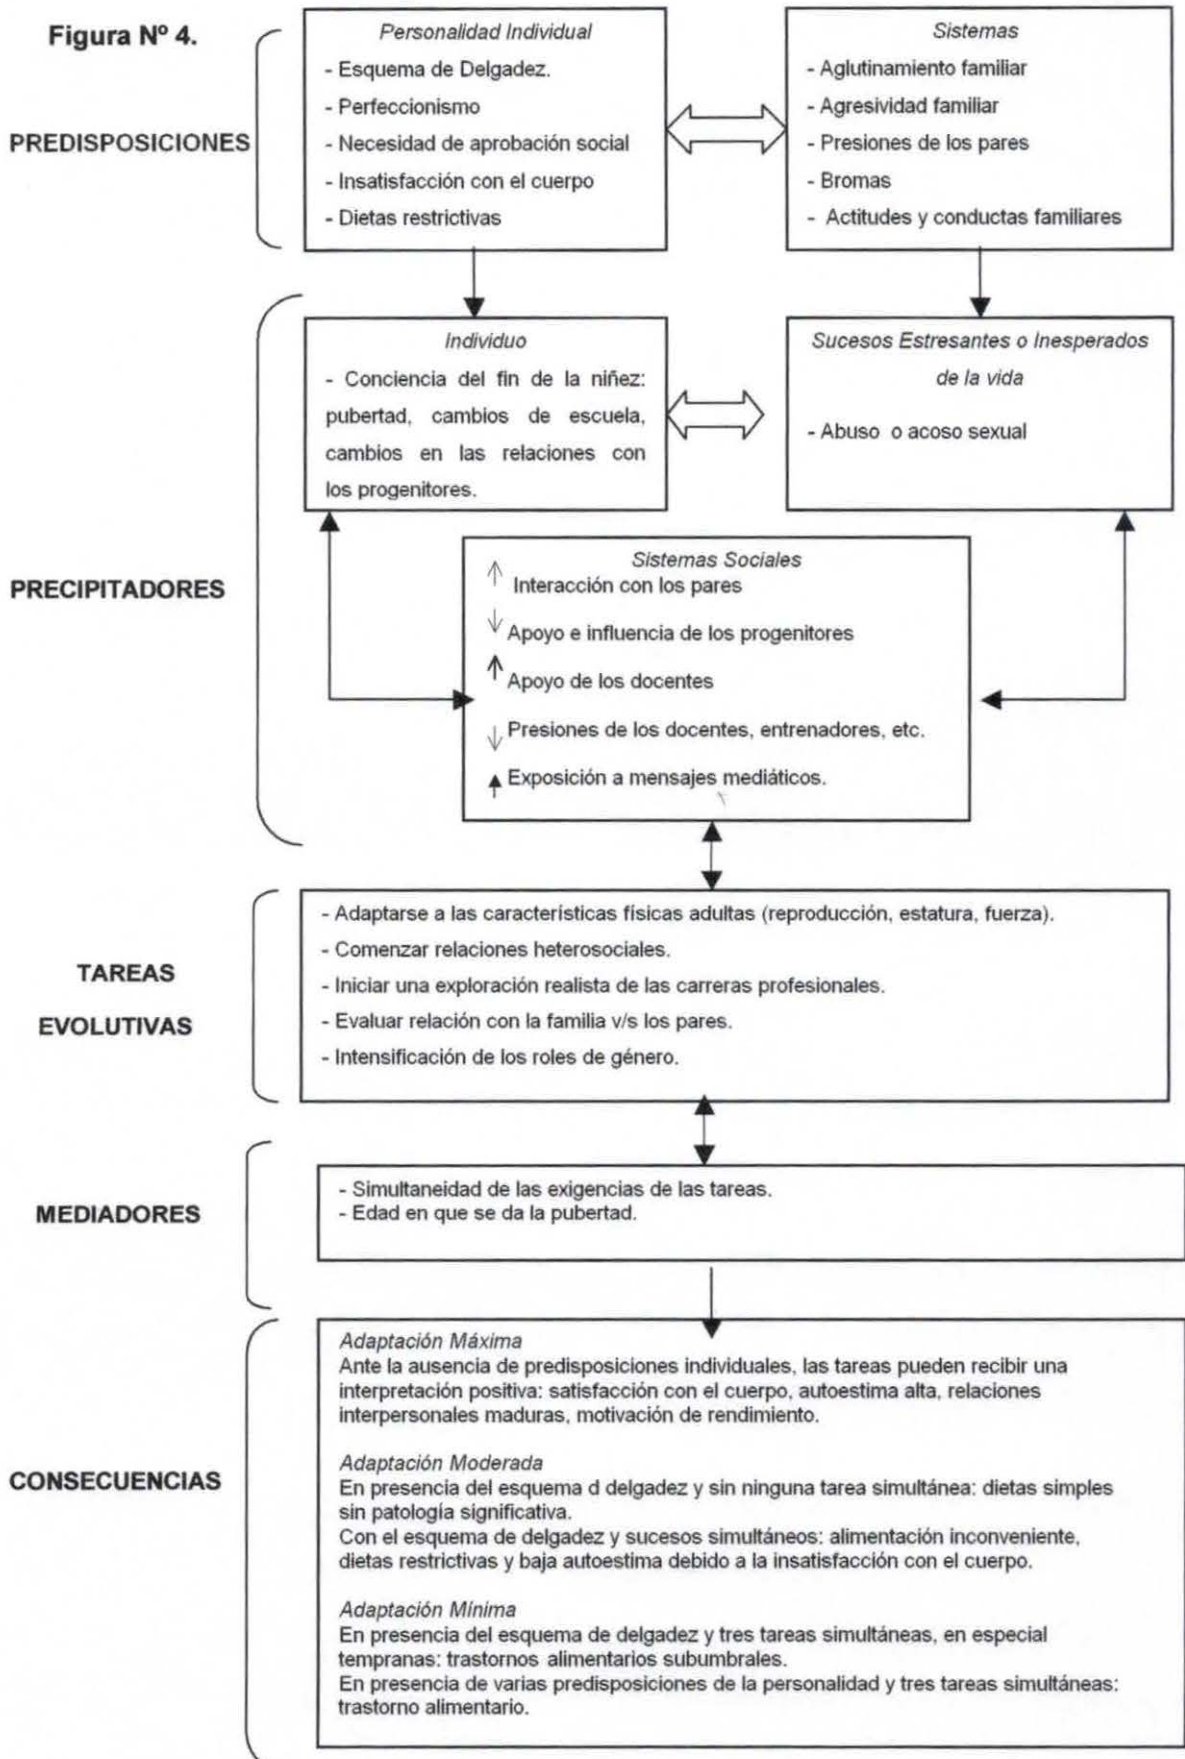 Figura Nº 4.
PREDISPOSICIONES
Personalidad Individual
- Esquema de Delgadez.
- Perfeccionismo
- Necesidad de aprobación social
- Insatisfacción con el cuerpo
- Dietas restrictivas
Sistemas
- Aglutinamiento familiar
- Agresividad familiar
- Presiones de los pares
- Bromas
- Actitudes y conductas familiares
PRECIPITADORES
Individuo
- Conciencia del fin de la niñez:
pubertad, cambios de escuela,
cambios en las relaciones con
los progenitores.
Sucesos Estresantes o Inesperados
de la vida
- Abuso o acoso sexual
Sistemas Sociales
↑ Interacción con los pares
↓ Apoyo e influencia de los progenitores
↑ Apoyo de los docentes
↓ Presiones de los docentes, entrenadores, etc.
↑ Exposición a mensajes mediáticos.
TAREAS
EVOLUTIVAS
- Adaptarse a las características físicas adultas (reproducción, estatura, fuerza).
- Comenzar relaciones heterosociales.
- Iniciar una exploración realista de las carreras profesionales.
- Evaluar relación con la familia v/s los pares.
- Intensificación de los roles de género.
MEDIADORES
- Simultaneidad de las exigencias de las tareas.
- Edad en que se da la pubertad.
CONSECUENCIAS
Adaptación Máxima
Ante la ausencia de predisposiciones individuales, las tareas pueden recibir una
interpretación positiva: satisfacción con el cuerpo, autoestima alta, relaciones
interpersonales maduras, motivación de rendimiento.
Adaptación Moderada
En presencia del esquema d delgadez y sin ninguna tarea simultánea: dietas simples
sin patología significativa.
Con el esquema de delgadez y sucesos simultáneos: alimentación inconveniente,
dietas restrictivas y baja autoestima debido a la insatisfacción con el cuerpo.
Adaptación Mínima
En presencia del esquema de delgadez y tres tareas simultáneas, en especial
tempranas: trastornos alimentarios subumbrales.
En presencia de varias predisposiciones de la personalidad y tres tareas simultáneas:
trastorno alimentario.